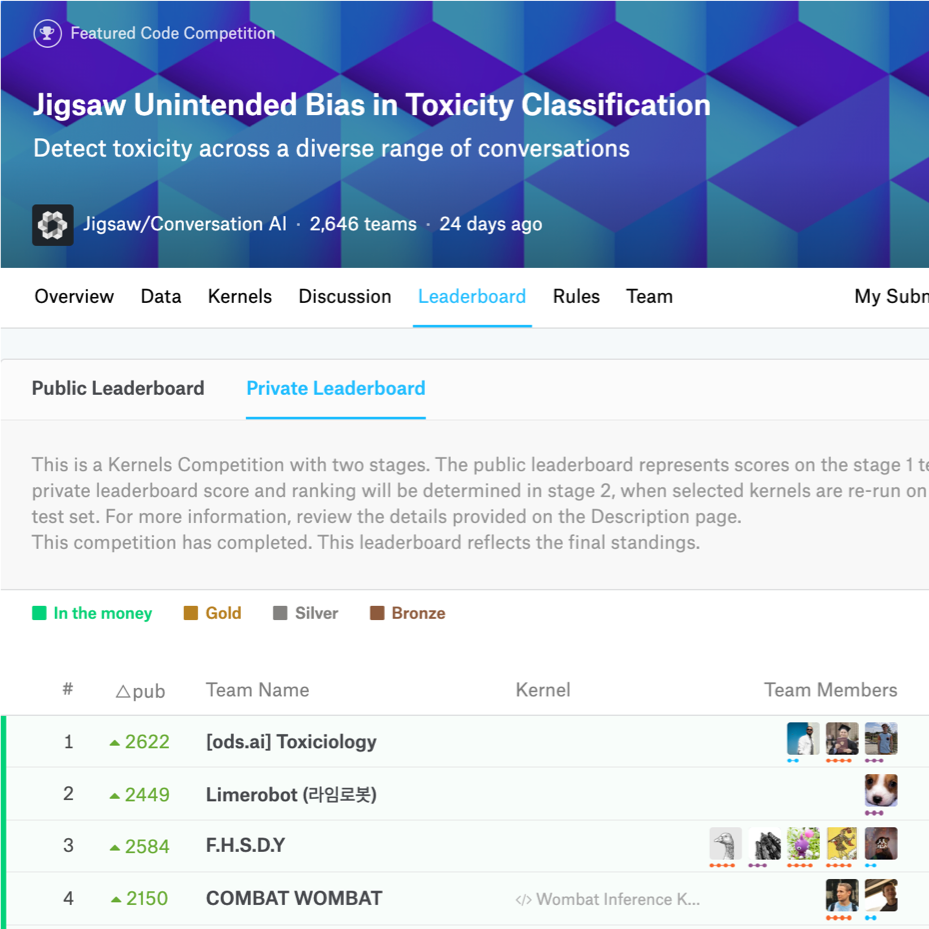 Featured Code Competition
Jigsaw Unintended Bias in Toxicity Classification
Detect toxicity across a diverse range of conversations
Jigsaw/Conversation AI · 2,646 teams · 24 days ago
Overview Data Kernels Discussion Leaderboard Rules Team My Subn
Public Leaderboard Private Leaderboard
This is a Kernels Competition with two stages. The public leaderboard represents scores on the stage 1 te
private leaderboard score and ranking will be determined in stage 2, when selected kernels are re-run on
test set. For more information, review the details provided on the Description page.
This competition has completed. This leaderboard reflects the final standings.
In the money Gold Silver Bronze
# △pub Team Name Kernel Team Members
1 ▲2622 [ods.ai] Toxiciology
2 ▲2449 Limerobot (라임로봇)
3 ▲2584 F.H.S.D.Y
4 ▲2150 COMBAT WOMBAT </> Wombat Inference K...